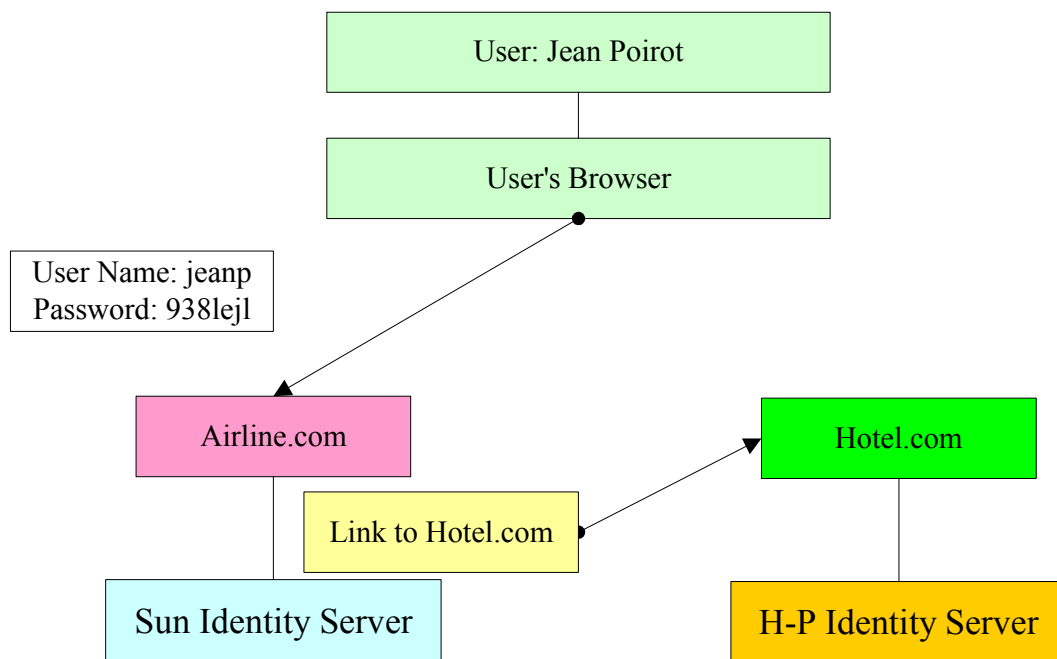 User: Jean Poirot
User's Browser
User Name: jeanp
Password: 938lejl
Airline.com
Hotel.com
Link to Hotel.com
Sun Identity Server
H-P Identity Server